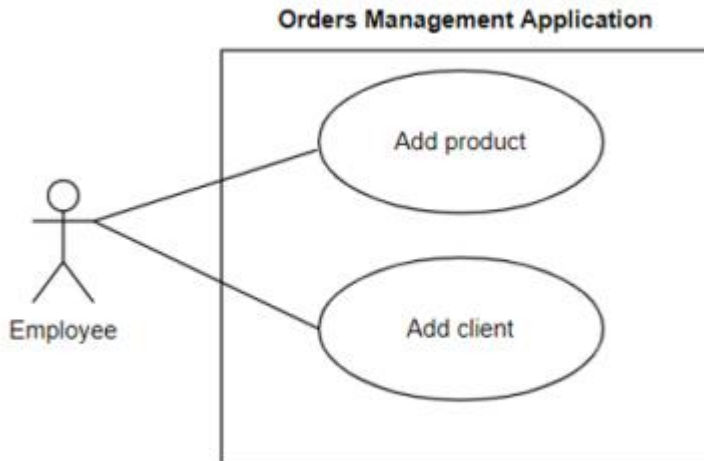 Orders Management Application
Add product
Employee
Add client